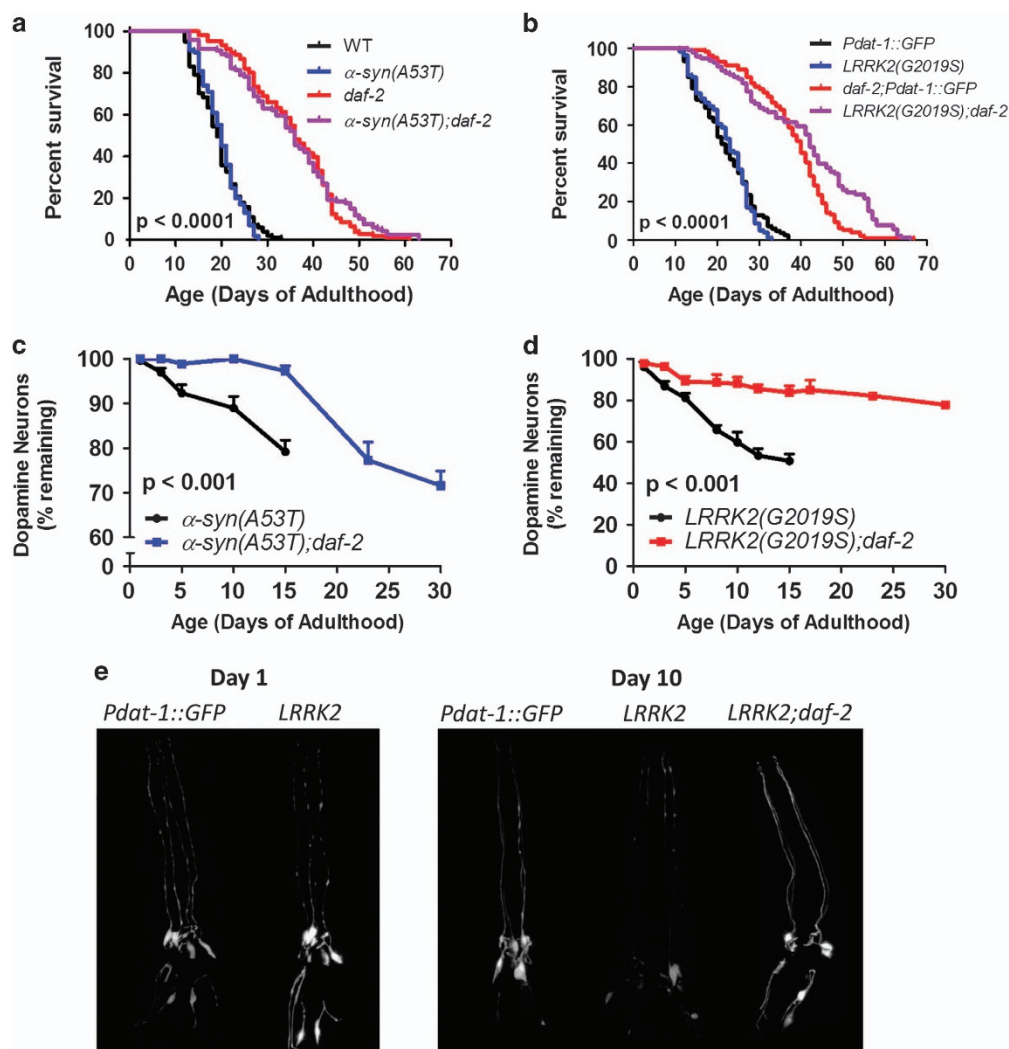 a
Percent survival
100
80
60
40
20
0
WT
α-syn(A53T)
daf-2
α-syn(A53T);daf-2
p < 0.0001
0 10 20 30 40 50 60 70
Age (Days of Adulthood)
b
Percent survival
100
80
60
40
20
0
Pdat-1::GFP
LRRK2(G2019S)
daf-2;Pdat-1::GFP
LRRK2(G2019S);daf-2
p < 0.0001
0 10 20 30 40 50 60 70
Age (Days of Adulthood)
c
Dopamine Neurons
(% remaining)
100
90
80
70
60
0
p < 0.001
α-syn(A53T)
α-syn(A53T);daf-2
0 5 10 15 20 25 30
Age (Days of Adulthood)
d
Dopamine Neurons
(% remaining)
100
80
60
40
20
0
p < 0.001
LRRK2(G2019S)
LRRK2(G2019S);daf-2
0 5 10 15 20 25 30
Age (Days of Adulthood)
e
Day 1
Pdat-1::GFP LRRK2
Day 10
Pdat-1::GFP LRRK2 LRRK2;daf-2